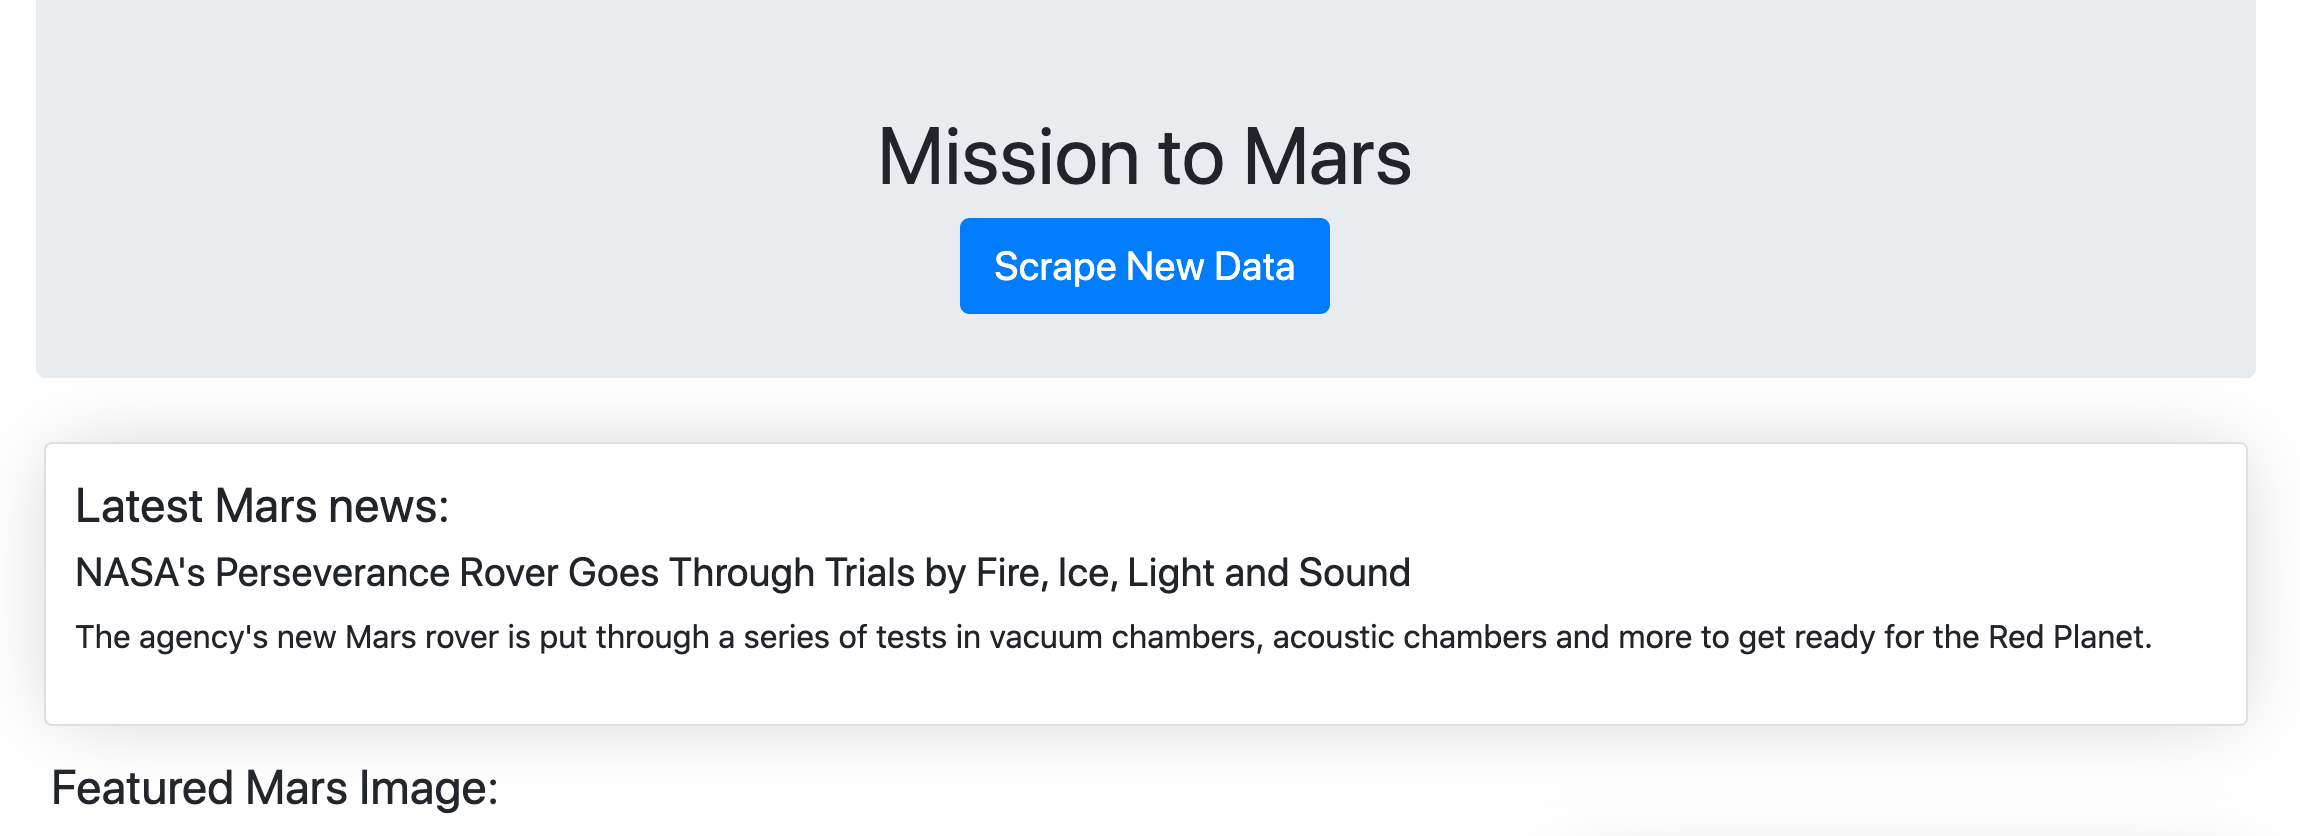 Mission to Mars
Scrape New Data
Latest Mars news:
NASA's Perseverance Rover Goes Through Trials by Fire, Ice, Light and Sound
The agency's new Mars rover is put through a series of tests in vacuum chambers, acoustic chambers and more to get ready for the Red Planet.
Featured Mars Image: